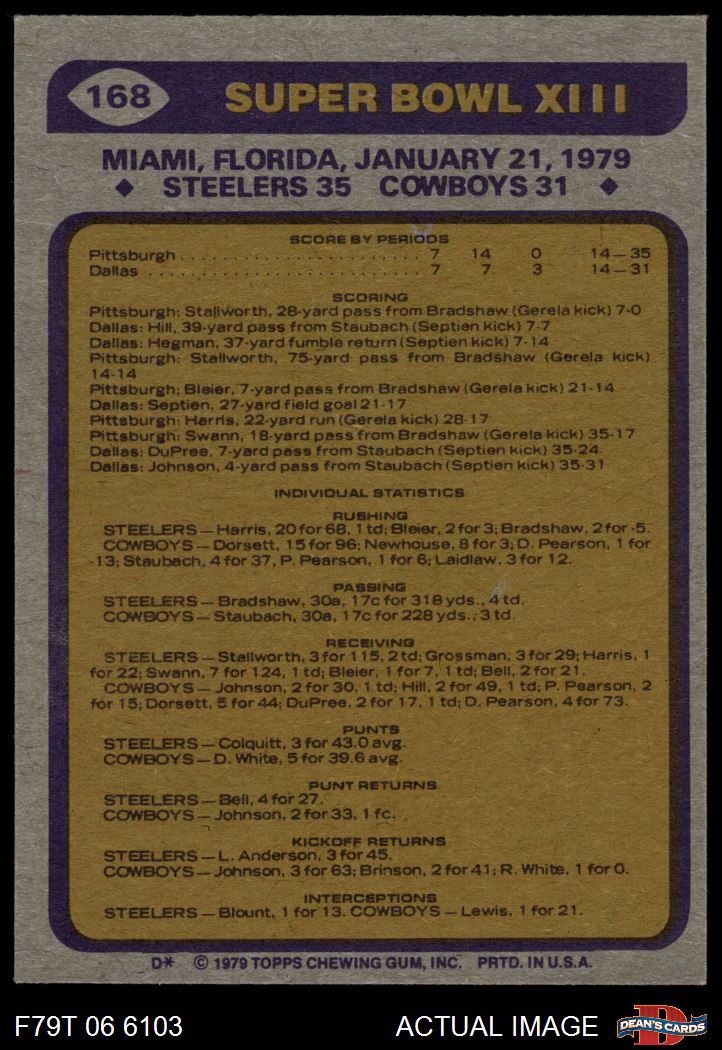 168 SUPER BOWL XIII
MIAMI, FLORIDA, JANUARY 21, 1979
◆ STEELERS 35 COWBOYS 31 ◆
SCORE BY PERIODS
Pittsburgh . . . . . . . . . . . . . . . . . . . . . . . 7 14 0 14—35
Dallas . . . . . . . . . . . . . . . . . . . . . . . . . . 7 7 3 14—31
SCORING
Pittsburgh: Stallworth, 28-yard pass from Bradshaw (Gerela kick) 7-0
Dallas: Hill, 39-yard pass from Staubach (Septien kick) 7-7
Dallas: Hegman, 37-yard fumble return (Septien kick) 7-14
Pittsburgh: Stallworth, 75-yard pass from Bradshaw (Gerela kick)
14-14
Pittsburgh: Bleier, 7-yard pass from Bradshaw (Gerela kick) 21-14
Dallas: Septien, 27-yard field goal 21-17
Pittsburgh: Harris, 22-yard run (Gerela kick) 28-17
Pittsburgh: Swann, 18-yard pass from Bradshaw (Gerela kick) 35-17
Dallas: DuPree, 7-yard pass from Staubach (Septien kick) 35-24
Dallas: Johnson, 4-yard pass from Staubach (Septien kick) 35-31
INDIVIDUAL STATISTICS
RUSHING
STEELERS—Harris, 20 for 68, 1 td; Bleier, 2 for 3; Bradshaw, 2 for -5.
COWBOYS—Dorsett, 15 for 96; Newhouse, 8 for 3; D. Pearson, 1 for
-13; Staubach, 4 for 37, P. Pearson, 1 for 6; Laidlaw, 3 for 12.
PASSING
STEELERS—Bradshaw, 30a, 17c for 318 yds., 4 td.
COWBOYS—Staubach, 30a, 17c for 228 yds., 3 td.
RECEIVING
STEELERS—Stallworth, 3 for 115, 2 td; Grossman, 3 for 29; Harris, 1
for 22; Swann, 7 for 124, 1 td; Bleier, 1 for 7, 1 td; Bell, 2 for 21.
COWBOYS—Johnson, 2 for 30, 1 td; Hill, 2 for 49, 1 td; P. Pearson, 2
for 15; Dorsett, 5 for 44; DuPree, 2 for 17, 1 td; D. Pearson, 4 for 73.
PUNTS
STEELERS—Colquitt, 3 for 43.0 avg.
COWBOYS—D. White, 5 for 39.6 avg.
PUNT RETURNS
STEELERS—Bell, 4 for 27.
COWBOYS—Johnson, 2 for 33, 1 fc.
KICKOFF RETURNS
STEELERS—L. Anderson, 3 for 45.
COWBOYS—Johnson, 3 for 63; Brinson, 2 for 41; R. White, 1 for 0.
INTERCEPTIONS
STEELERS—Blount, 1 for 13. COWBOYS—Lewis, 1 for 21.
D* © 1979 TOPPS CHEWING GUM, INC. PRTD. IN U.S.A.
F79T 06 6103 ACTUAL IMAGE D DEAN'S CARDS